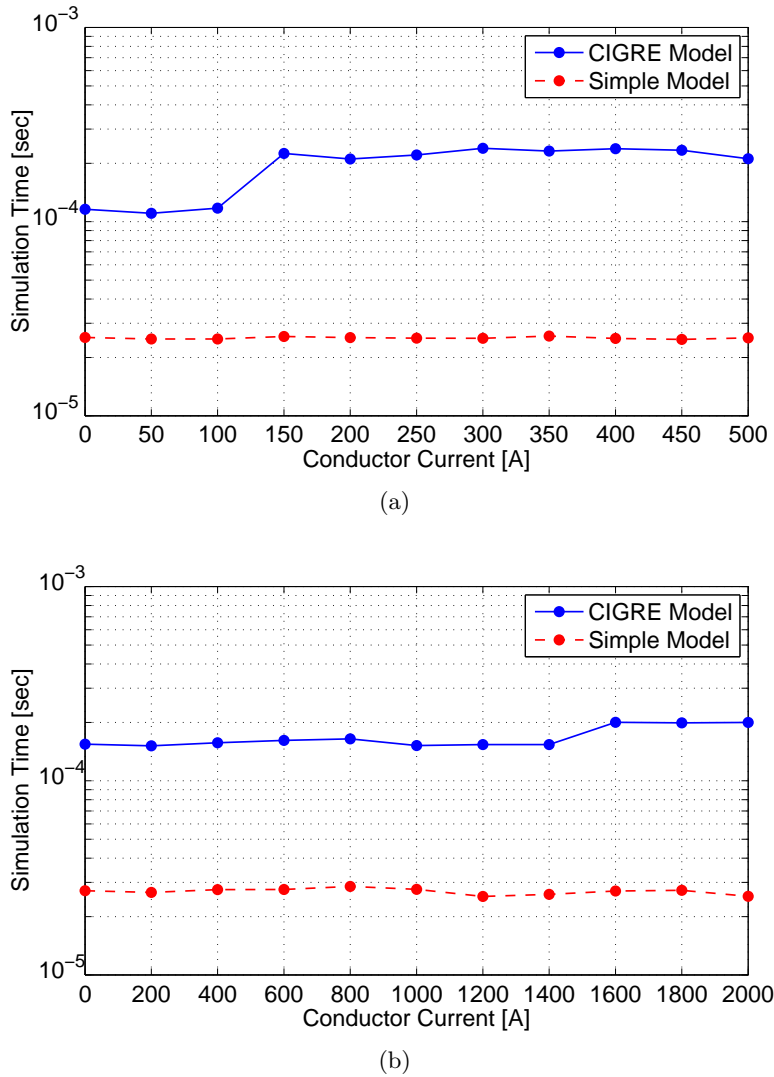 10⁻³
CIGRE Model
Simple Model
Simulation Time [sec]
10⁻⁴
10⁻⁵
0 50 100 150 200 250 300 350 400 450 500
Conductor Current [A]
(a)
10⁻³
CIGRE Model
Simple Model
Simulation Time [sec]
10⁻⁴
10⁻⁵
0 200 400 600 800 1000 1200 1400 1600 1800 2000
Conductor Current [A]
(b)